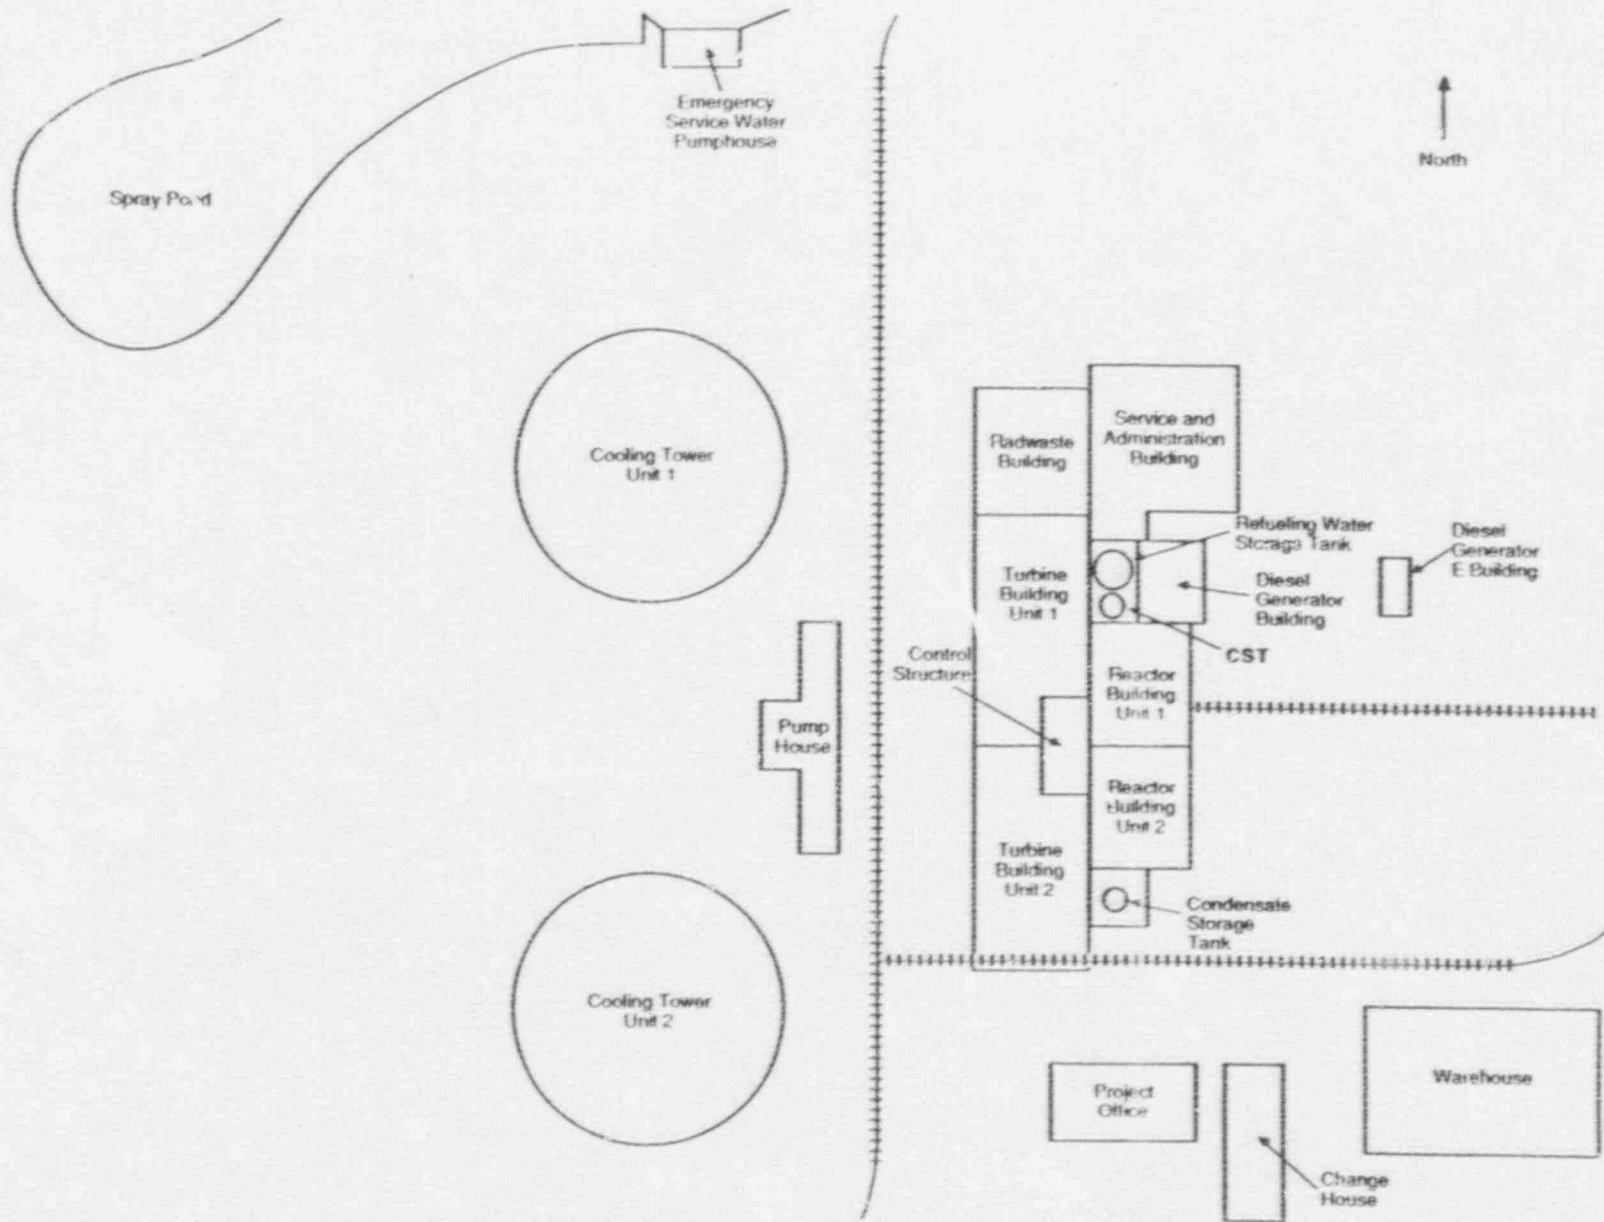 Emergency
Service Water
Pumphouse
North
Spray Pond
Cooling Tower
Unit 1
Radwaste
Building
Service and
Administration
Building
Refueling Water
Storage Tank
Diesel
Generator
E Building
Turbine
Building
Unit 1
Diesel
Generator
Building
CST
Control
Structure
Reactor
Building
Unit 1
Pump
House
Reactor
Building
Unit 2
Turbine
Building
Unit 2
Condensate
Storage
Tank
Cooling Tower
Unit 2
Project
Office
Warehouse
Change
House